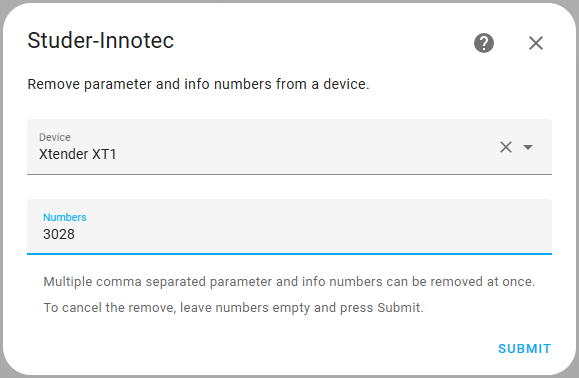 Studer-Innotec
Remove parameter and info numbers from a device.
Device
Xtender XT1
Numbers
3028
Multiple comma separated parameter and info numbers can be removed at once.
To cancel the remove, leave numbers empty and press Submit.
SUBMIT